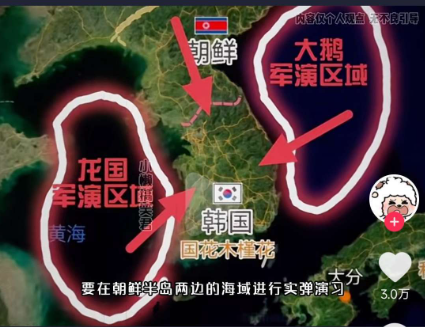 内容仅个人观点 无不良引导
朝鲜
大鹅
军演区域
龙国
军演区域
黄海
韩国
国花木槿花
大分
要在朝鲜半岛两边的海域进行实弹演习
3.0万